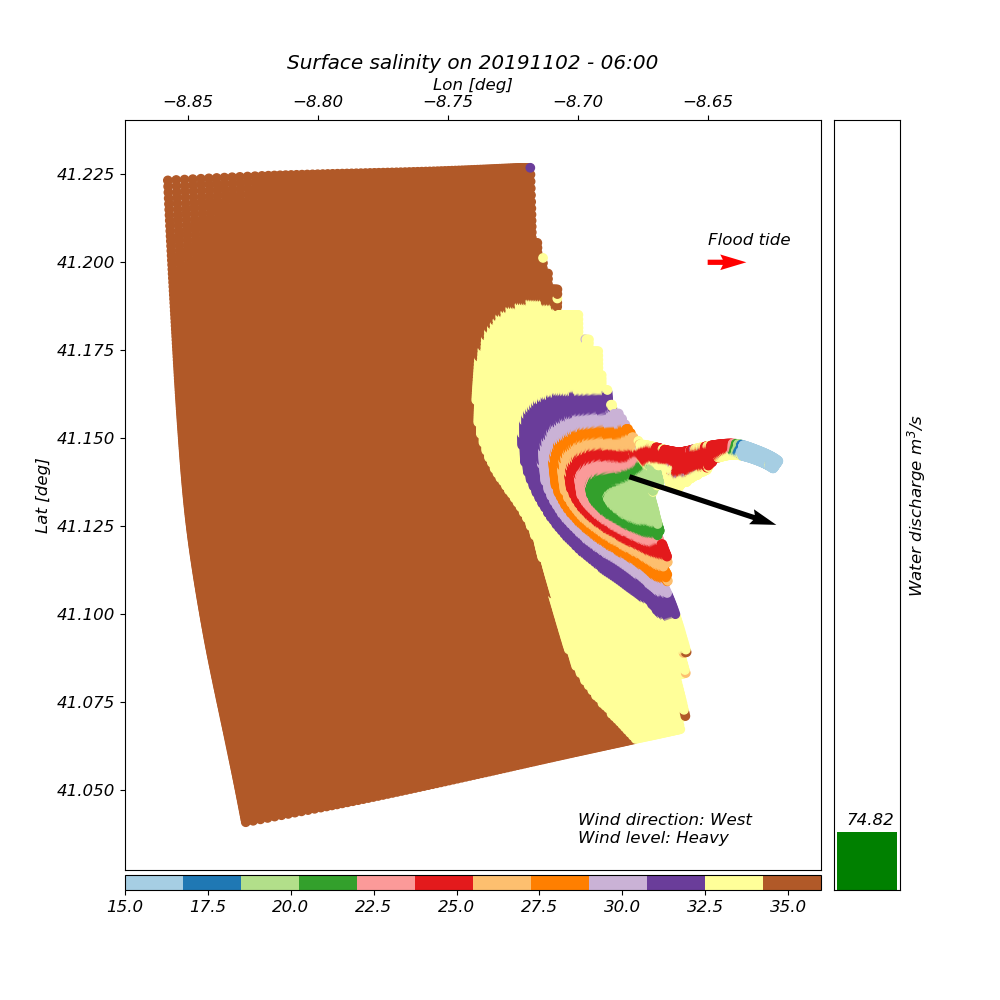 Surface salinity on 20191102 - 06:00
Lon [deg]
−8.85 −8.80 −8.75 −8.70 −8.65
41.225
41.200
41.175
41.150
41.125
41.100
41.075
41.050
Lat [deg]
Flood tide
Wind direction: West
Wind level: Heavy
Water discharge m³/s
74.82
15.0 17.5 20.0 22.5 25.0 27.5 30.0 32.5 35.0